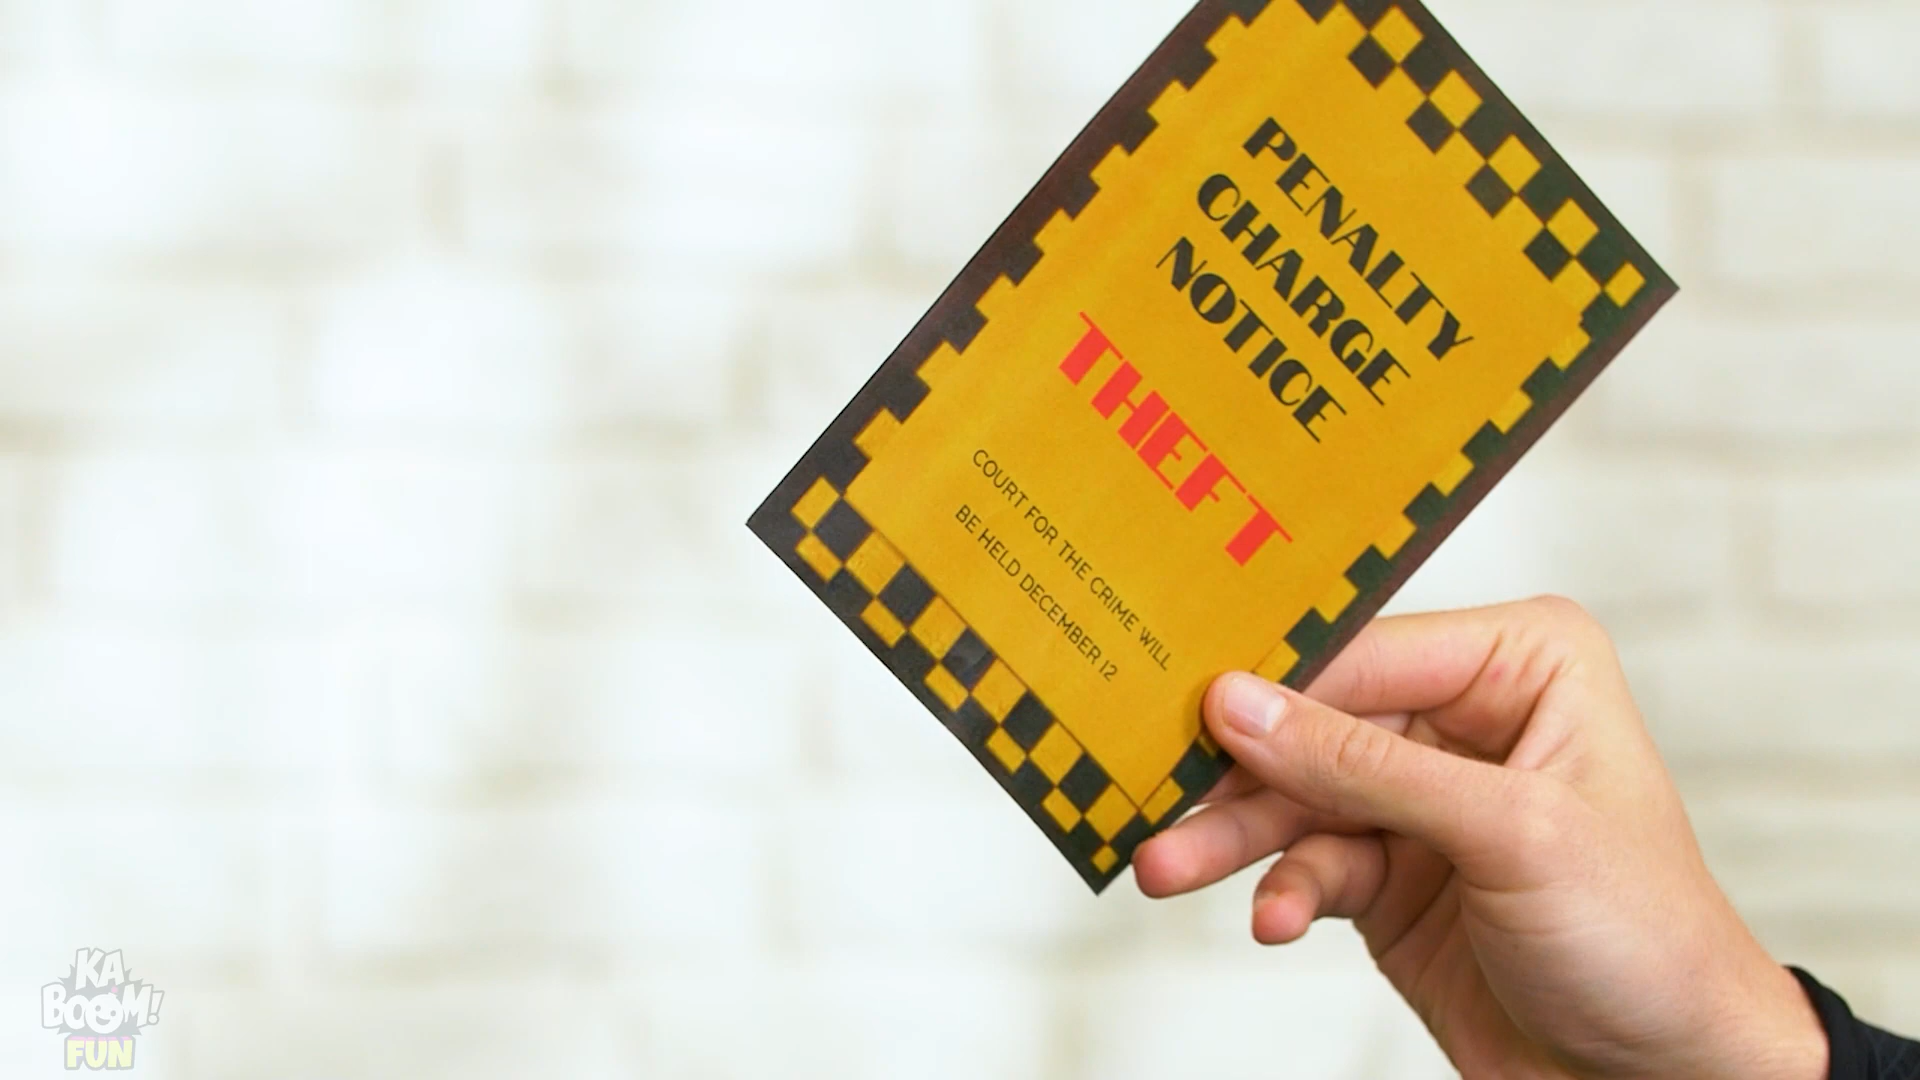 PENALTY
CHARGE
NOTICE
THEFT
COURT FOR THE CRIME WILL
BE HELD DECEMBER 12
KA
BOOM!
FUN